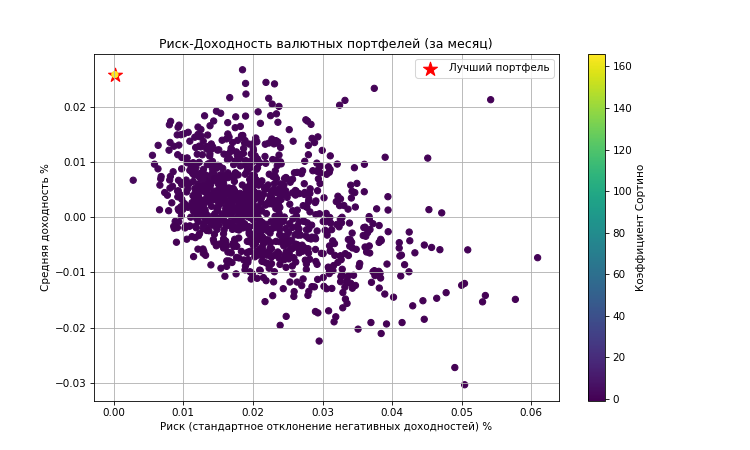 Риск-Доходность валютных портфелей (за месяц)
Лучший портфель
Средняя доходность %
0.02
0.01
0.00
−0.01
−0.02
−0.03
0.00 0.01 0.02 0.03 0.04 0.05 0.06
Риск (стандартное отклонение негативных доходностей) %
160
140
120
100
80
60
40
20
0
Коэффициент Сортино